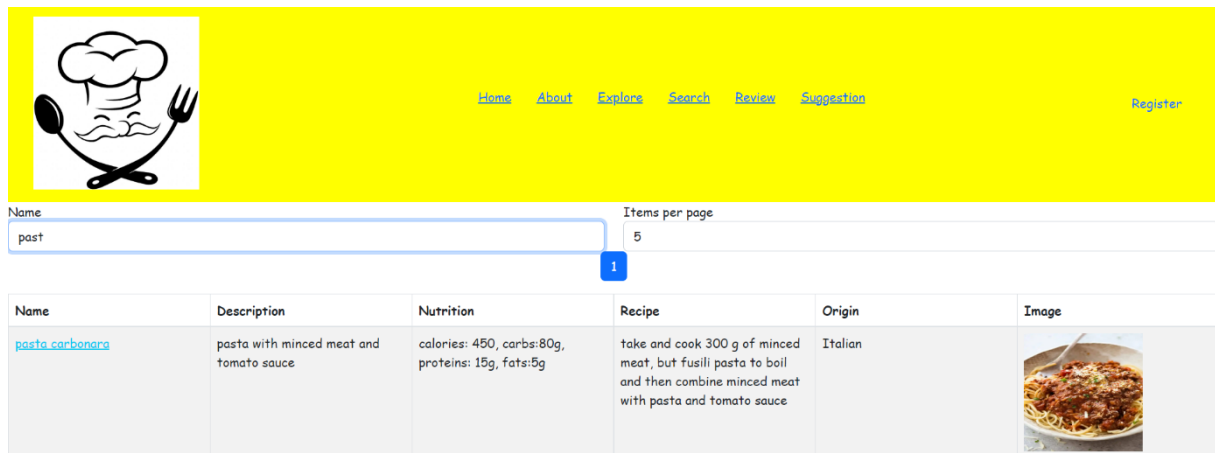 Home About Explore Search Review Suggestion
Register
Name
Items per page
past
5
1
Name Description Nutrition Recipe Origin Image
pasta carbonara
pasta with minced meat and
tomato sauce
calories: 450, carbs:80g,
proteins: 15g, fats:5g
take and cook 300 g of minced
meat, but fusili pasta to boil
and then combine minced meat
with pasta and tomato sauce
Italian